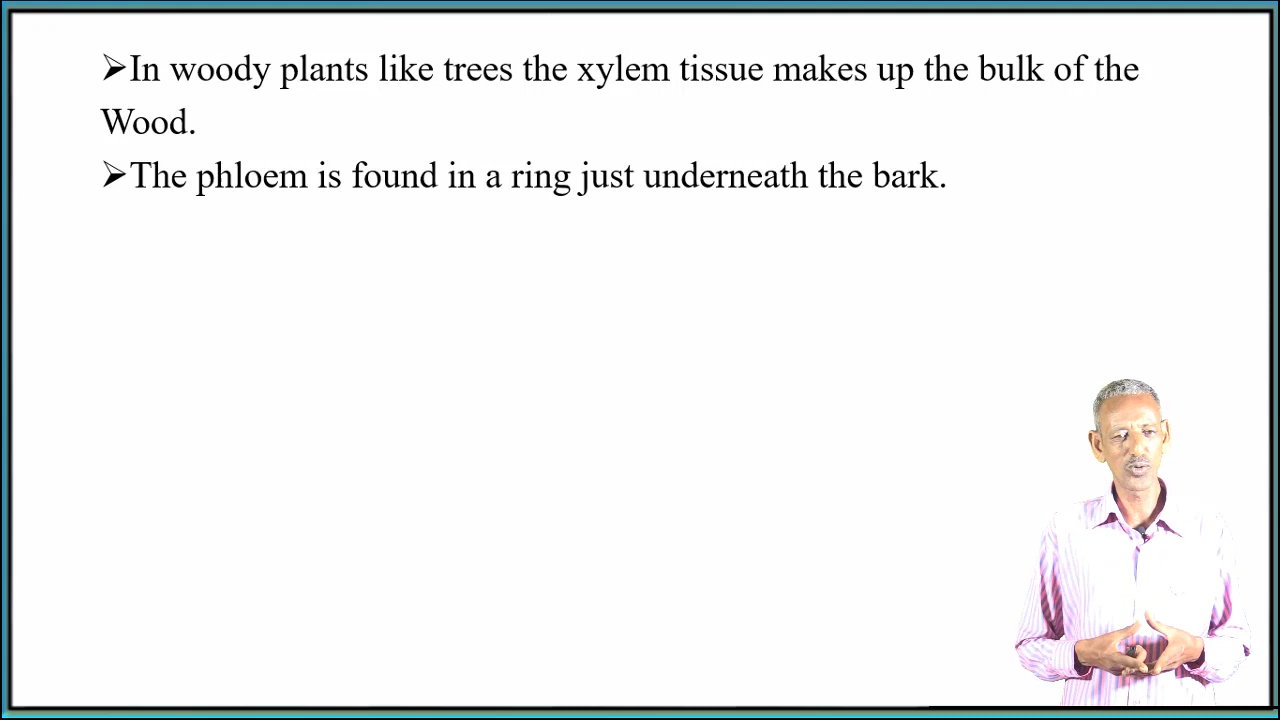 ➢In woody plants like trees the xylem tissue makes up the bulk of the
Wood.
➢The phloem is found in a ring just underneath the bark.